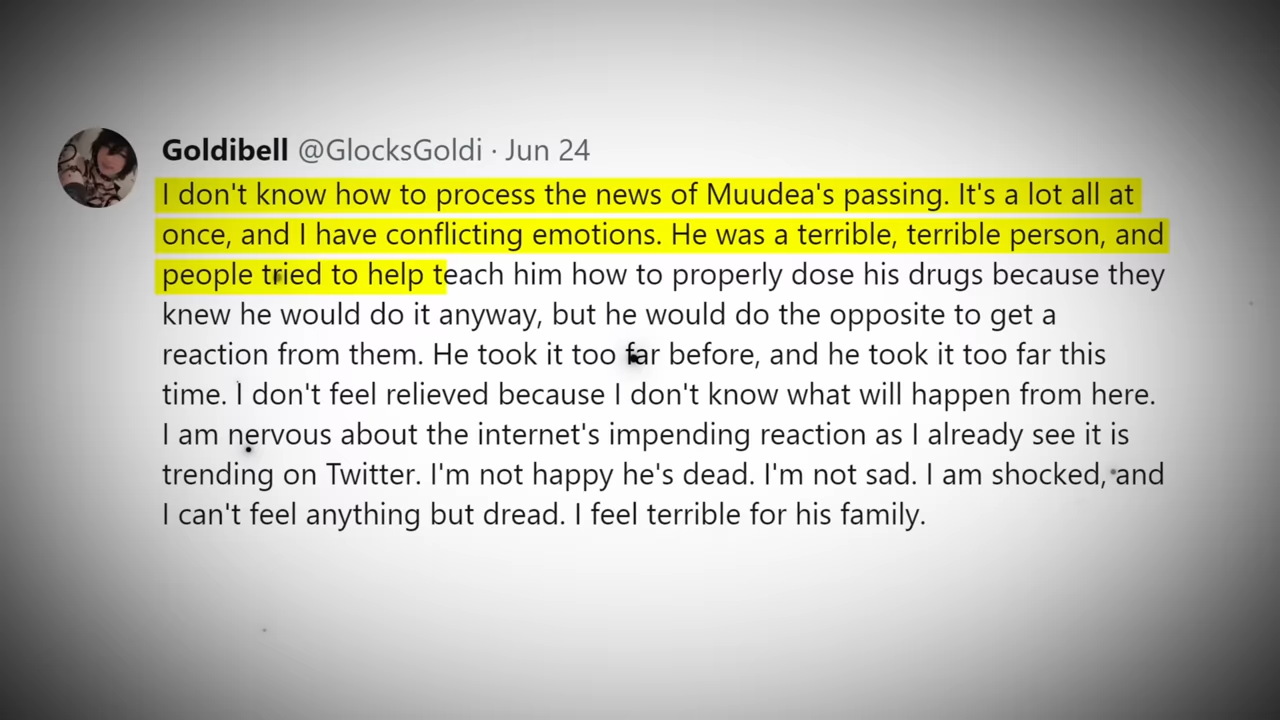 Goldibell @GlocksGoldi · Jun 24
I don't know how to process the news of Muudea's passing. It's a lot all at
once, and I have conflicting emotions. He was a terrible, terrible person, and
people tried to help teach him how to properly dose his drugs because they
knew he would do it anyway, but he would do the opposite to get a
reaction from them. He took it too far before, and he took it too far this
time. I don't feel relieved because I don't know what will happen from here.
I am nervous about the internet's impending reaction as I already see it is
trending on Twitter. I'm not happy he's dead. I'm not sad. I am shocked, and
I can't feel anything but dread. I feel terrible for his family.